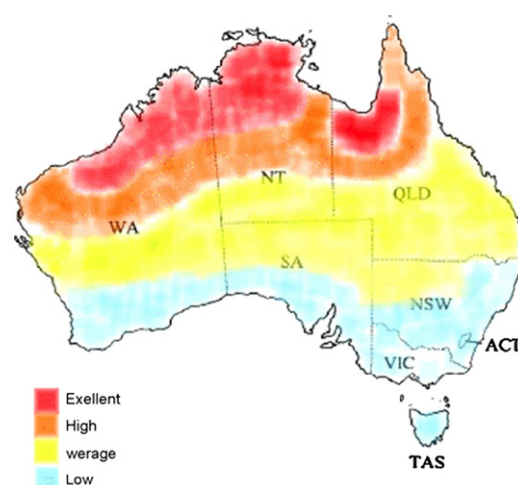 NT
QLD
WA
SA
NSW
ACT
VIC
TAS
Exellent
High
werage
Low